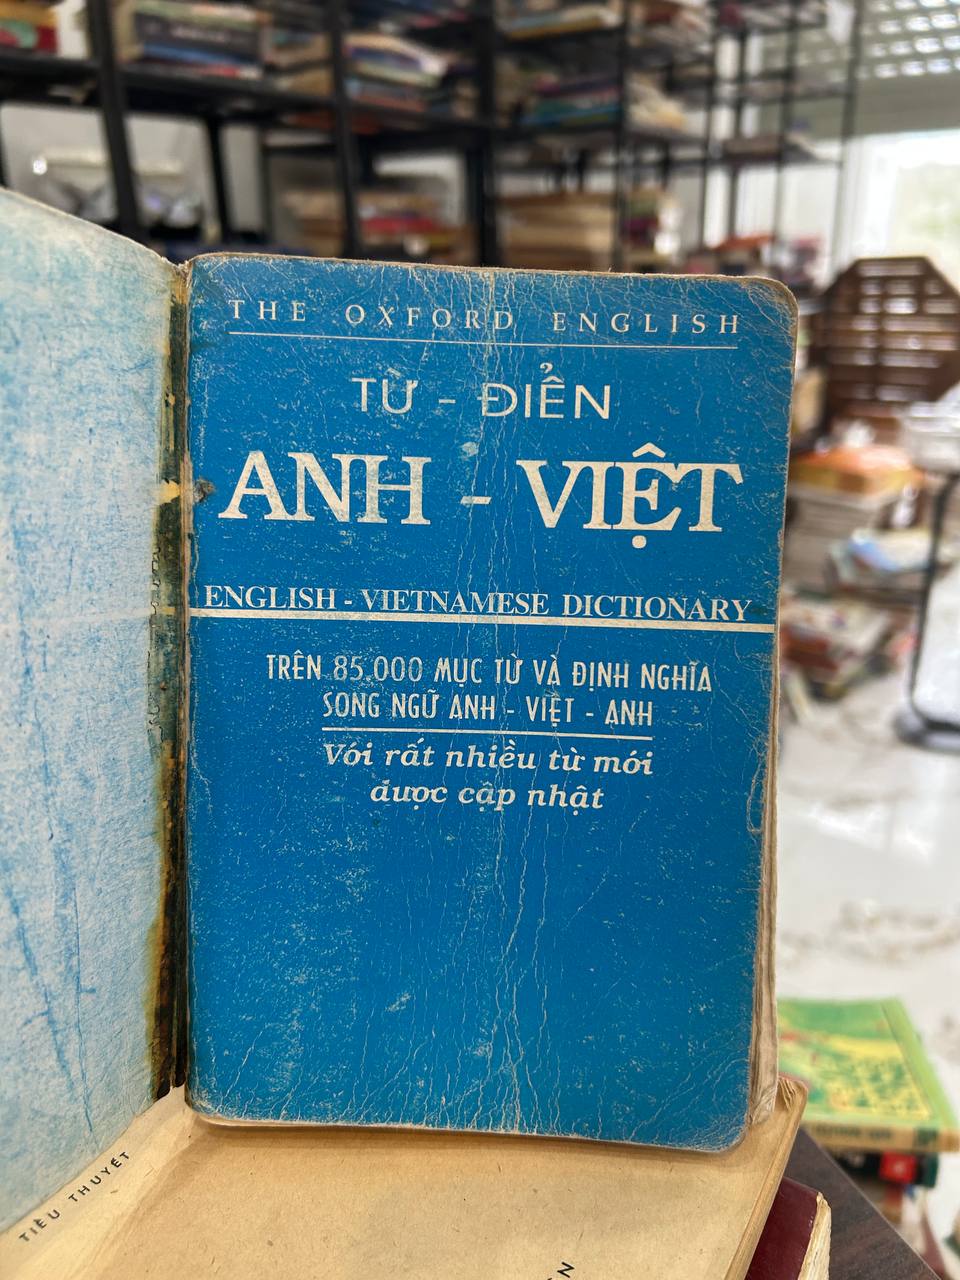 THE OXFORD ENGLISH
TỪ - ĐIỂN
ANH - VIỆT
ENGLISH - VIETNAMESE DICTIONARY
TRÊN 85.000 MỤC TỪ VÀ ĐỊNH NGHĨA
SONG NGỮ ANH - VIỆT - ANH
Với rất nhiều từ mới
được cập nhật
TIỂU THUYẾT